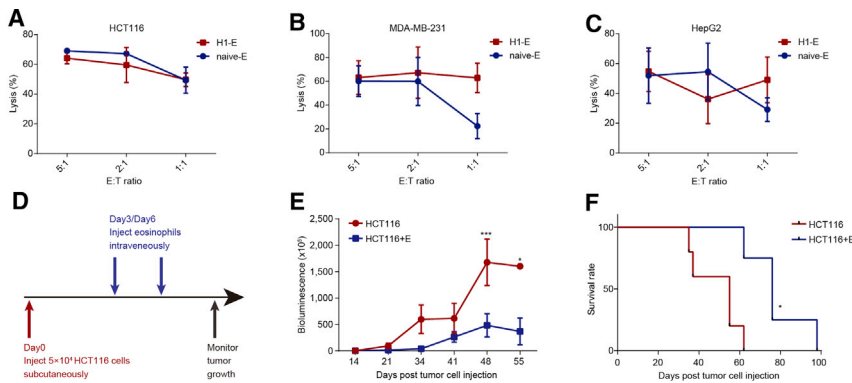 A
HCT116
Lysis (%)
80
60
40
20
0
5:1
2:1
1:1
E:T ratio
H1-E
naive-E
B
MDA-MB-231
Lysis (%)
100
80
60
40
20
0
5:1
2:1
1:1
E:T ratio
H1-E
naive-E
C
HepG2
Lysis (%)
80
60
40
20
0
5:1
2:1
1:1
E:T ratio
H1-E
naive-E
D
Day3/Day6
Inject eosinophils
intraveneously
Day0
Inject 5×10⁴ HCT116 cells
subcutaneously
Monitor
tumor
growth
E
HCT116
HCT116+E
Bioluminescence (x10⁵)
2,500
2,000
1,500
1,000
500
0
14
21
34
41
48
55
***
*
Days post tumor cell injection
F
HCT116
HCT116+E
Survival rate
100
50
0
0
20
40
60
80
100
*
Days post tumor cell injection